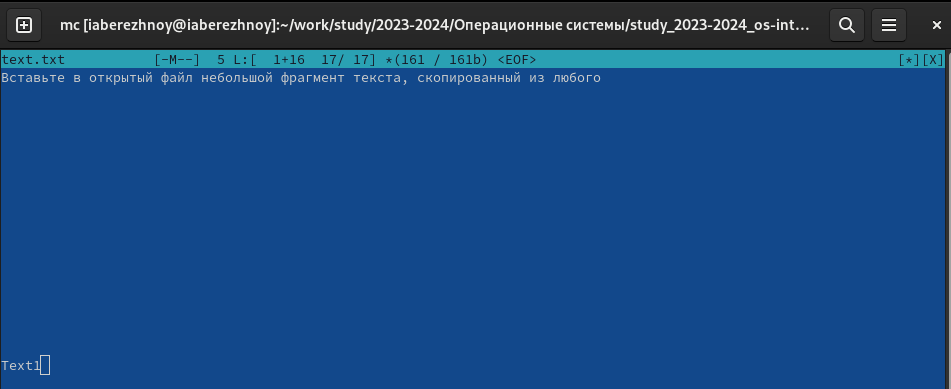 mc [iaberezhnoy@iaberezhnoy]:~/work/study/2023-2024/Операционные системы/study_2023-2024_os-int...
text.txt [-M--] 5 L:[ 1+16 17/ 17] *(161 / 161b) <EOF> [*][X]
Вставьте в открытый файл небольшой фрагмент текста, скопированный из любого
Text1